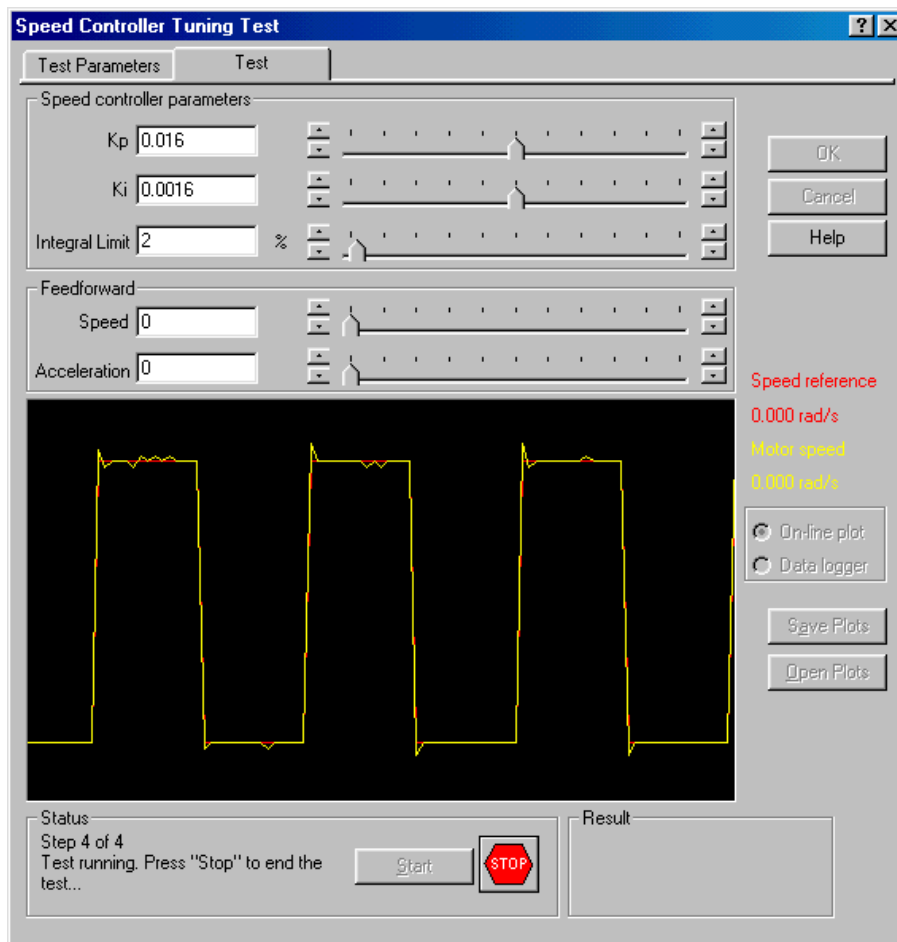 Speed Controller Tuning Test
Test Parameters
Test
Speed controller parameters
Kp 0.016
Ki 0.0016
Integral Limit 2 %
OK
Cancel
Help
Feedforward
Speed 0
Acceleration 0
Speed reference
0.000 rad/s
Motor speed
0.000 rad/s
On-line plot
Data logger
Save Plots
Open Plots
Status
Step 4 of 4
Test running. Press "Stop" to end the
test...
Start
STOP
Result